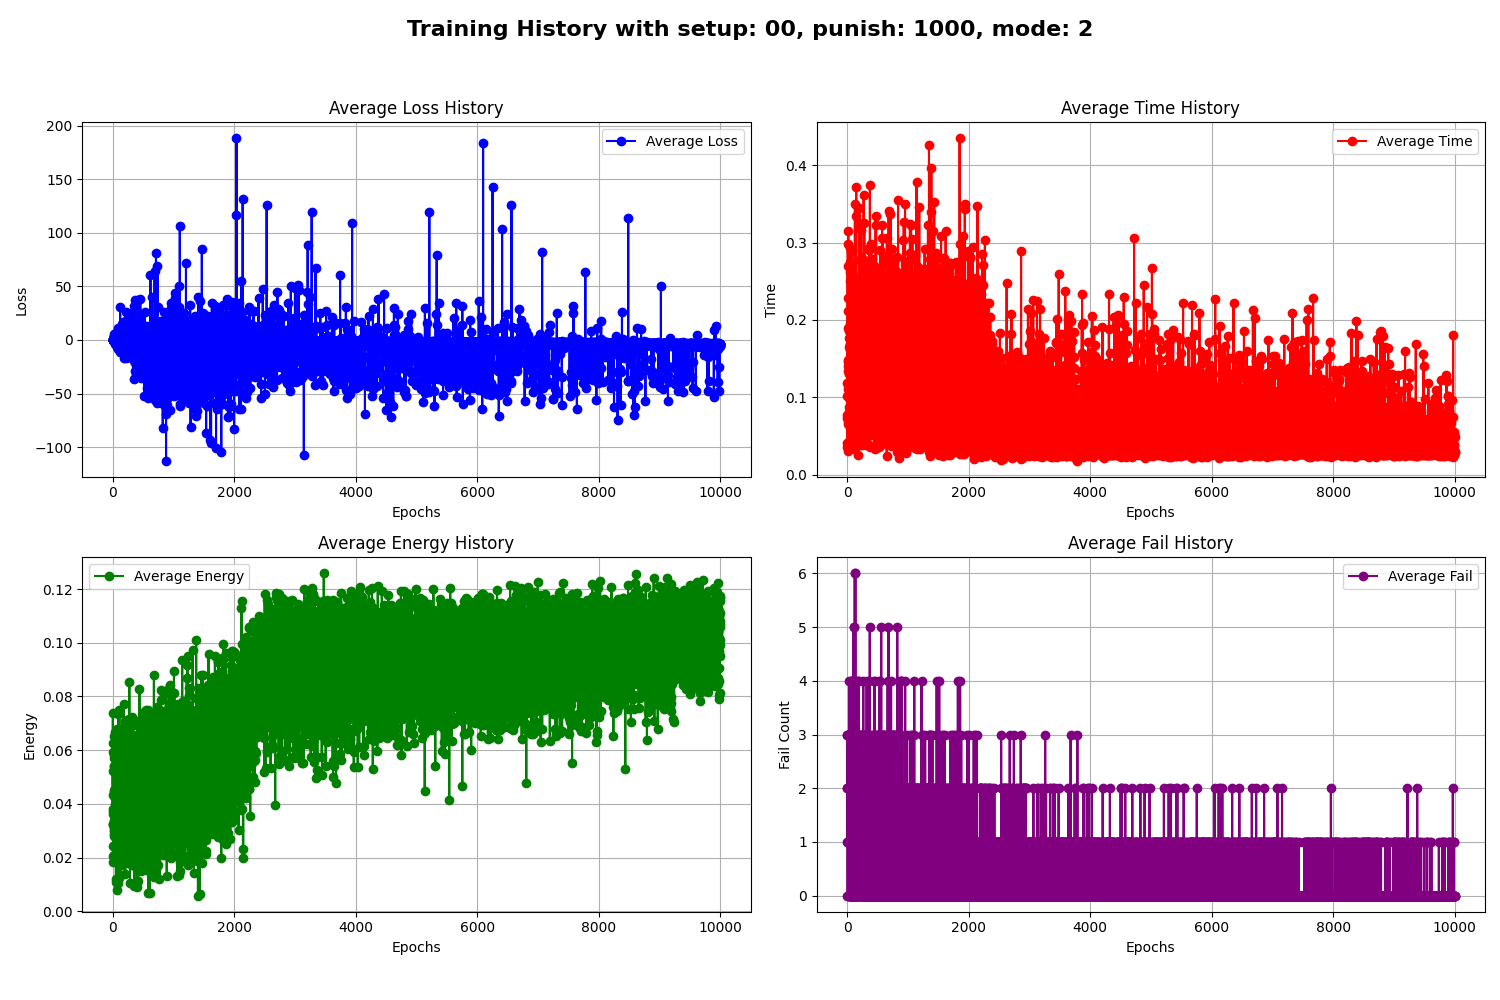 Training History with setup: 00, punish: 1000, mode: 2
Average Loss History
Loss
200
150
100
50
0
−50
−100
Average Loss
0 2000 4000 6000 8000 10000
Epochs
Average Time History
Time
0.4
0.3
0.2
0.1
0.0
Average Time
0 2000 4000 6000 8000 10000
Epochs
Average Energy History
Energy
0.12
0.10
0.08
0.06
0.04
0.02
0.00
Average Energy
0 2000 4000 6000 8000 10000
Epochs
Average Fail History
Fail Count
6
5
4
3
2
1
0
Average Fail
0 2000 4000 6000 8000 10000
Epochs